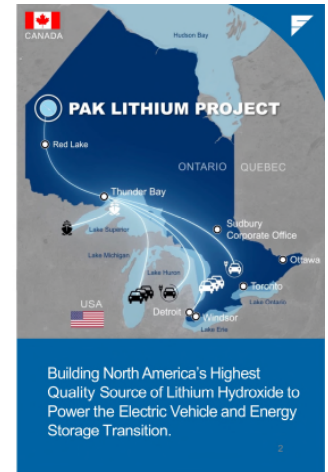 CANADA
Hudson Bay
PAK LITHIUM PROJECT
Red Lake
ONTARIO
QUEBEC
Thunder Bay
Lake Superior
Sudbury
Corporate Office
Lake Michigan
Ottawa
Lake Huron
Toronto
USA
Lake Ontario
Detroit
Windsor
Lake Erie
Building North America's Highest
Quality Source of Lithium Hydroxide to
Power the Electric Vehicle and Energy
Storage Transition.
2